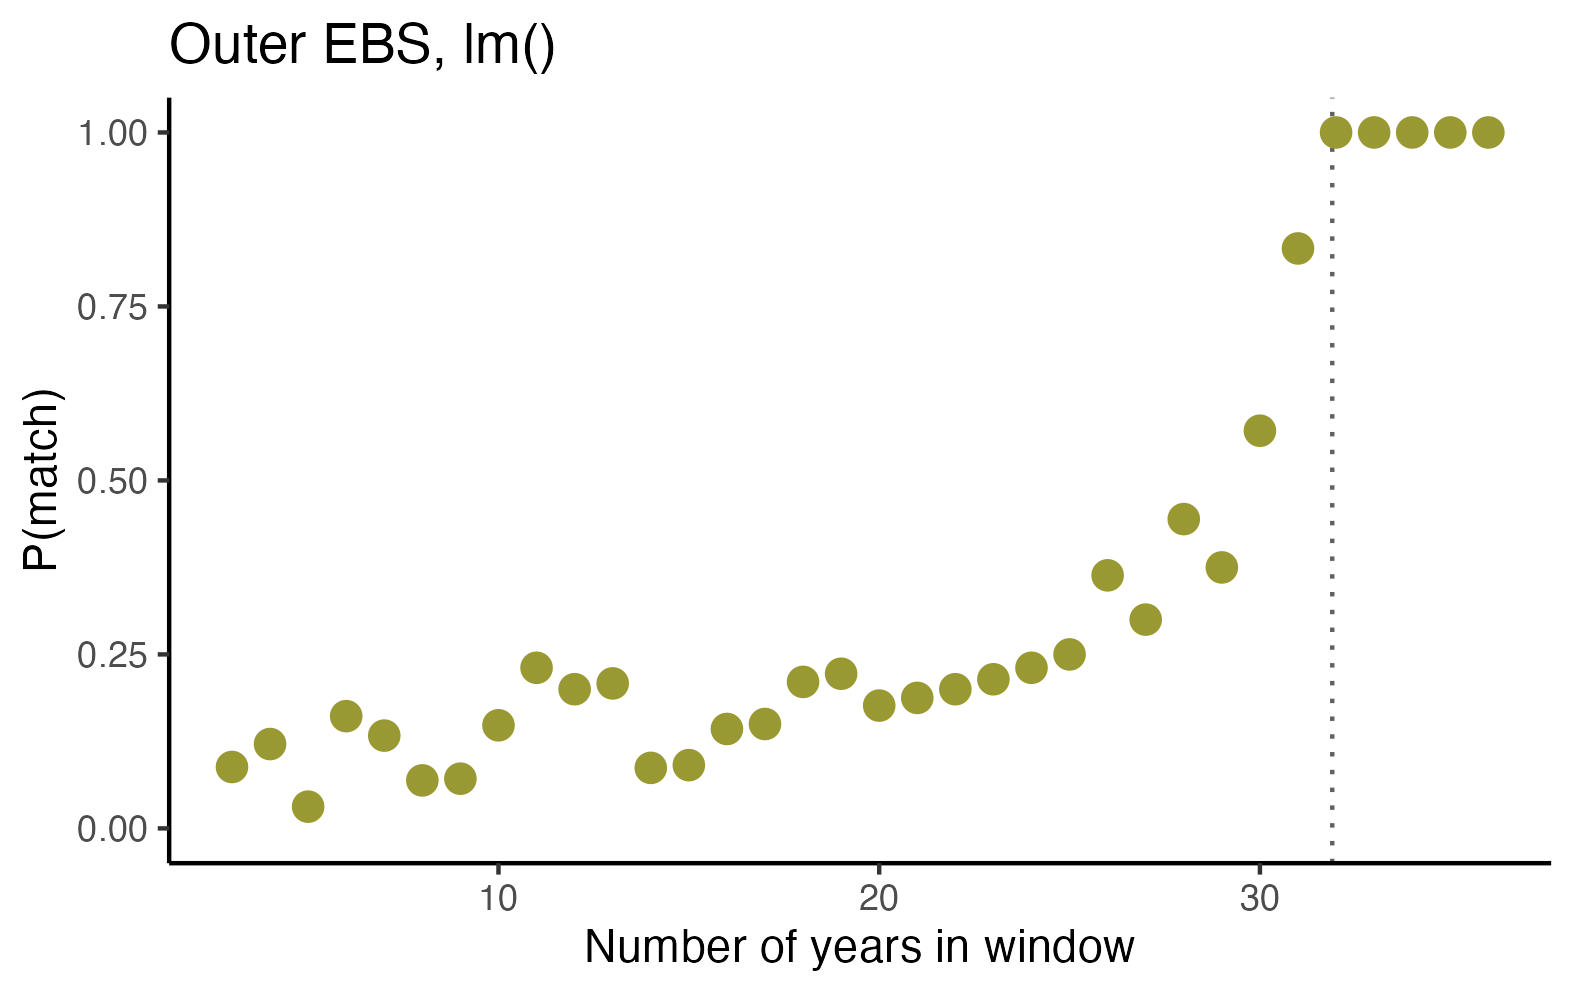 Outer EBS, lm()
1.00
0.75
0.50
0.25
0.00
P(match)
10 20 30
Number of years in window